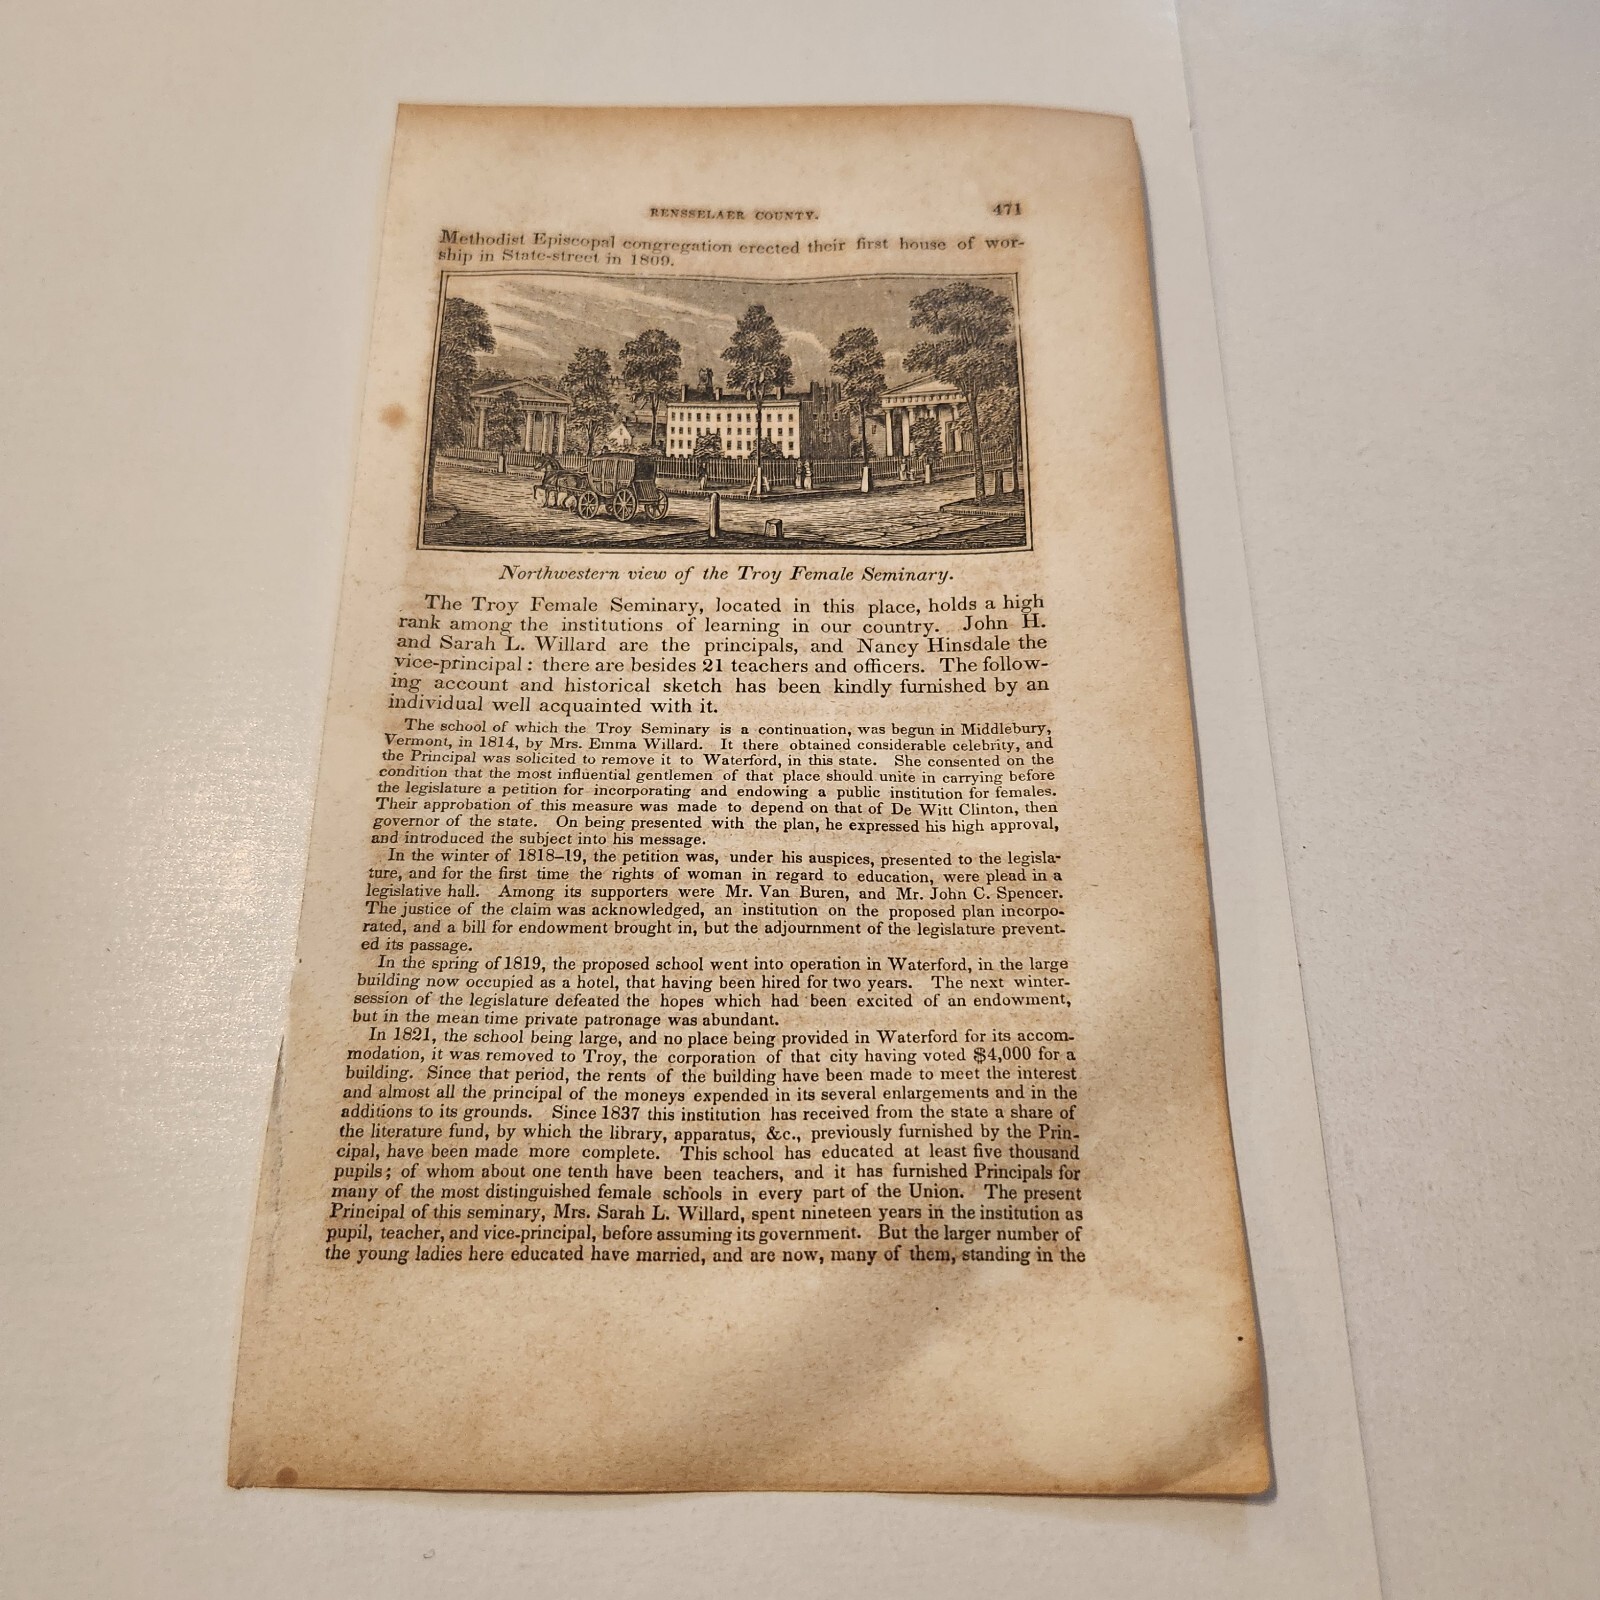 RENSSELAER COUNTY. 471
Methodist Episcopal congregation erected their first house of wor-
ship in State-street in 1809.
Northwestern view of the Troy Female Seminary.
The Troy Female Seminary, located in this place, holds a high
rank among the institutions of learning in our country. John H.
and Sarah L. Willard are the principals, and Nancy Hinsdale the
vice-principal: there are besides 21 teachers and officers. The follow-
ing account and historical sketch has been kindly furnished by an
individual well acquainted with it.
The school of which the Troy Seminary is a continuation, was begun in Middlebury,
Vermont, in 1814, by Mrs. Emma Willard. It there obtained considerable celebrity, and
the Principal was solicited to remove it to Waterford, in this state. She consented on the
condition that the most influential gentlemen of that place should unite in carrying before
the legislature a petition for incorporating and endowing a public institution for females.
Their approbation of this measure was made to depend on that of De Witt Clinton, then
governor of the state. On being presented with the plan, he expressed his high approval,
and introduced the subject into his message.
In the winter of 1818–19, the petition was, under his auspices, presented to the legisla-
ture, and for the first time the rights of woman in regard to education, were plead in a
legislative hall. Among its supporters were Mr. Van Buren, and Mr. John C. Spencer.
The justice of the claim was acknowledged, an institution on the proposed plan incorpo-
rated, and a bill for endowment brought in, but the adjournment of the legislature prevent-
ed its passage.
In the spring of 1819, the proposed school went into operation in Waterford, in the large
building now occupied as a hotel, that having been hired for two years. The next winter-
session of the legislature defeated the hopes which had been excited of an endowment,
but in the mean time private patronage was abundant.
In 1821, the school being large, and no place being provided in Waterford for its accom-
modation, it was removed to Troy, the corporation of that city having voted $4,000 for a
building. Since that period, the rents of the building have been made to meet the interest
and almost all the principal of the moneys expended in its several enlargements and in the
additions to its grounds. Since 1837 this institution has received from the state a share of
the literature fund, by which the library, apparatus, &c., previously furnished by the Prin-
cipal, have been made more complete. This school has educated at least five thousand
pupils; of whom about one tenth have been teachers, and it has furnished Principals for
many of the most distinguished female schools in every part of the Union. The present
Principal of this seminary, Mrs. Sarah L. Willard, spent nineteen years in the institution as
pupil, teacher, and vice-principal, before assuming its government. But the larger number of
the young ladies here educated have married, and are now, many of them, standing in the